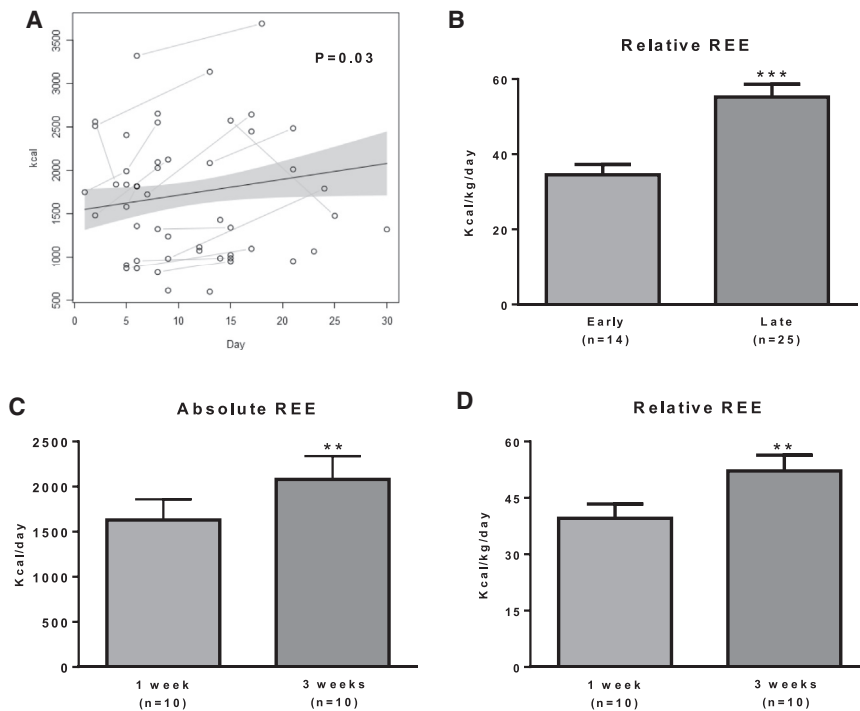 A
P=0.03
kcal
3500
3000
2500
2000
1500
1000
500
0 5 10 15 20 25 30
Day
B
Relative REE
***
Kcal/kg/day
60
40
20
0
Early Late
(n=14) (n=25)
C
Absolute REE
**
Kcal/day
2500
2000
1500
1000
500
0
1 week 3 weeks
(n=10) (n=10)
D
Relative REE
**
Kcal/kg/day
60
45
30
15
0
1 week 3 weeks
(n=10) (n=10)